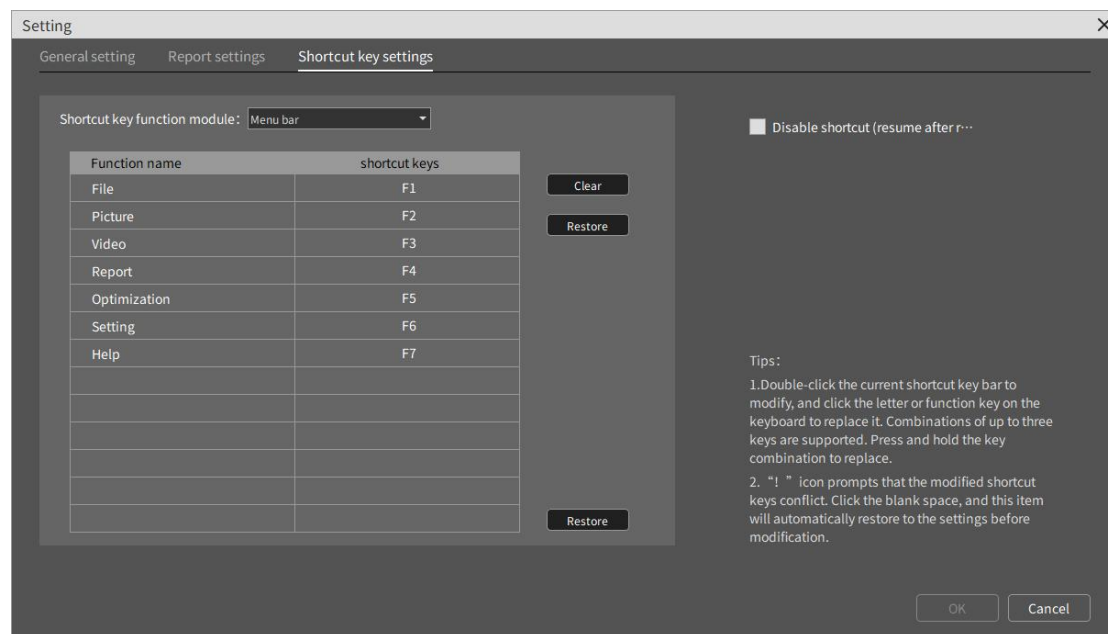 Setting
General setting Report settings Shortcut key settings
Shortcut key function module: Menu bar
Disable shortcut (resume after r⋯
Function name shortcut keys
File F1
Clear
Picture F2
Restore
Video F3
Report F4
Optimization F5
Setting F6
Help F7
Restore
Tips:
1.Double-click the current shortcut key bar to
modify, and click the letter or function key on the
keyboard to replace it. Combinations of up to three
keys are supported. Press and hold the key
combination to replace.
2. “! ” icon prompts that the modified shortcut
keys conflict. Click the blank space, and this item
will automatically restore to the settings before
modification.
OK Cancel